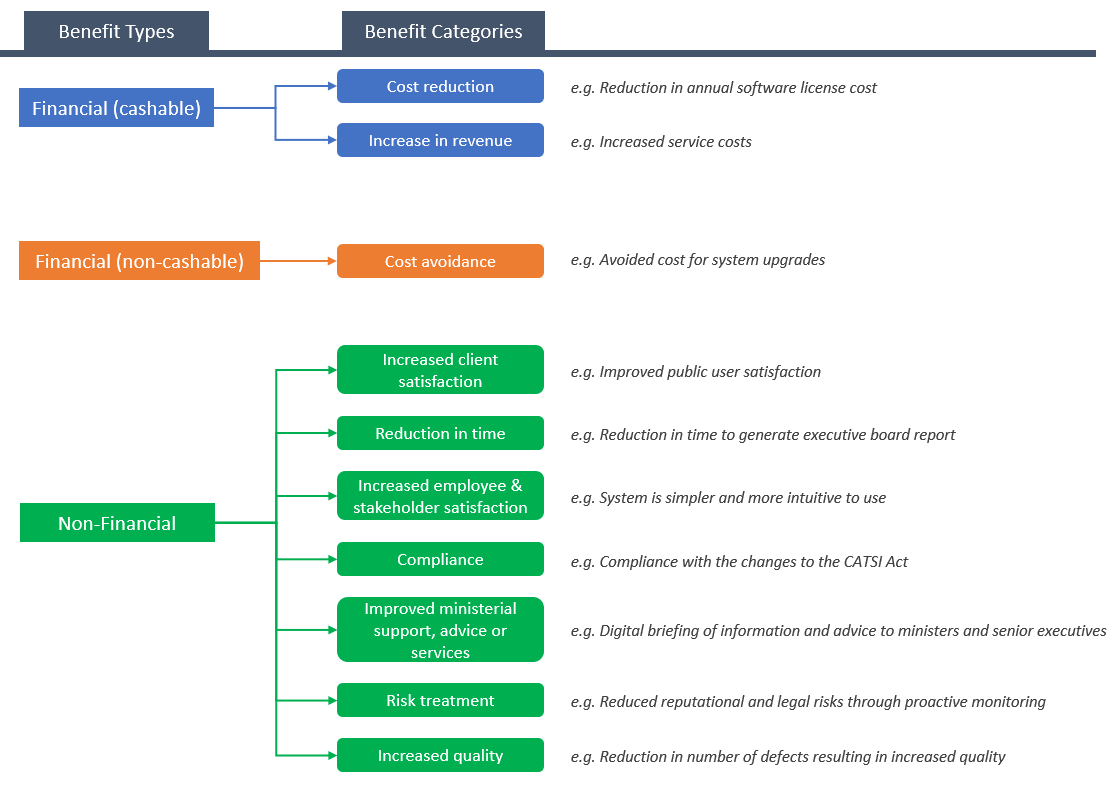 Benefit Types
Benefit Categories
Financial (cashable)
Cost reduction
e.g. Reduction in annual software license cost
Increase in revenue
e.g. Increased service costs
Financial (non-cashable)
Cost avoidance
e.g. Avoided cost for system upgrades
Non-Financial
Increased client
satisfaction
e.g. Improved public user satisfaction
Reduction in time
e.g. Reduction in time to generate executive board report
Increased employee &
stakeholder satisfaction
e.g. System is simpler and more intuitive to use
Compliance
e.g. Compliance with the changes to the CATSI Act
Improved ministerial
support, advice or
services
e.g. Digital briefing of information and advice to ministers and senior executives
Risk treatment
e.g. Reduced reputational and legal risks through proactive monitoring
Increased quality
e.g. Reduction in number of defects resulting in increased quality